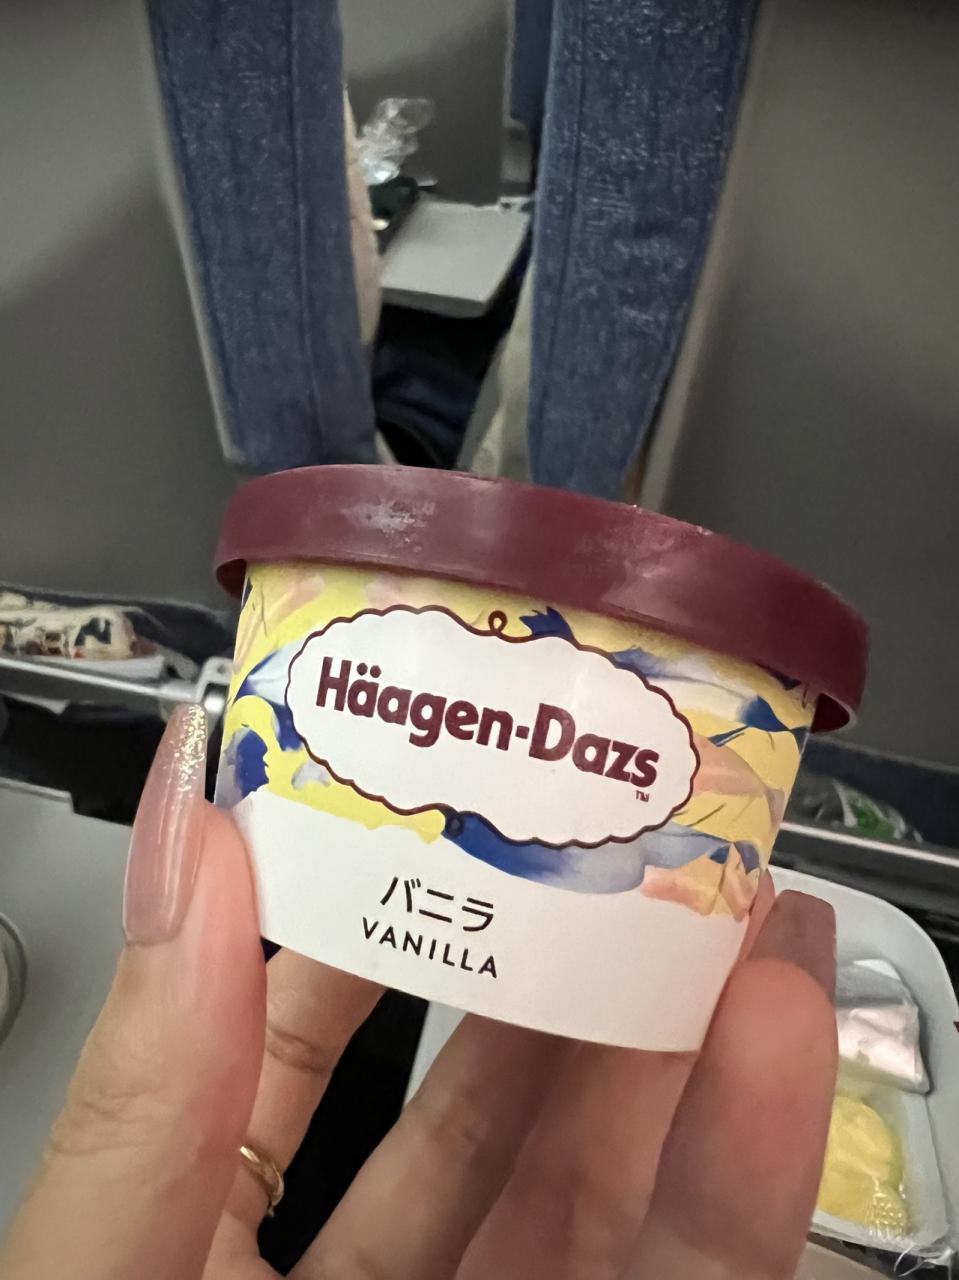 Häagen-Dazs
TM
バニラ
VANILLA